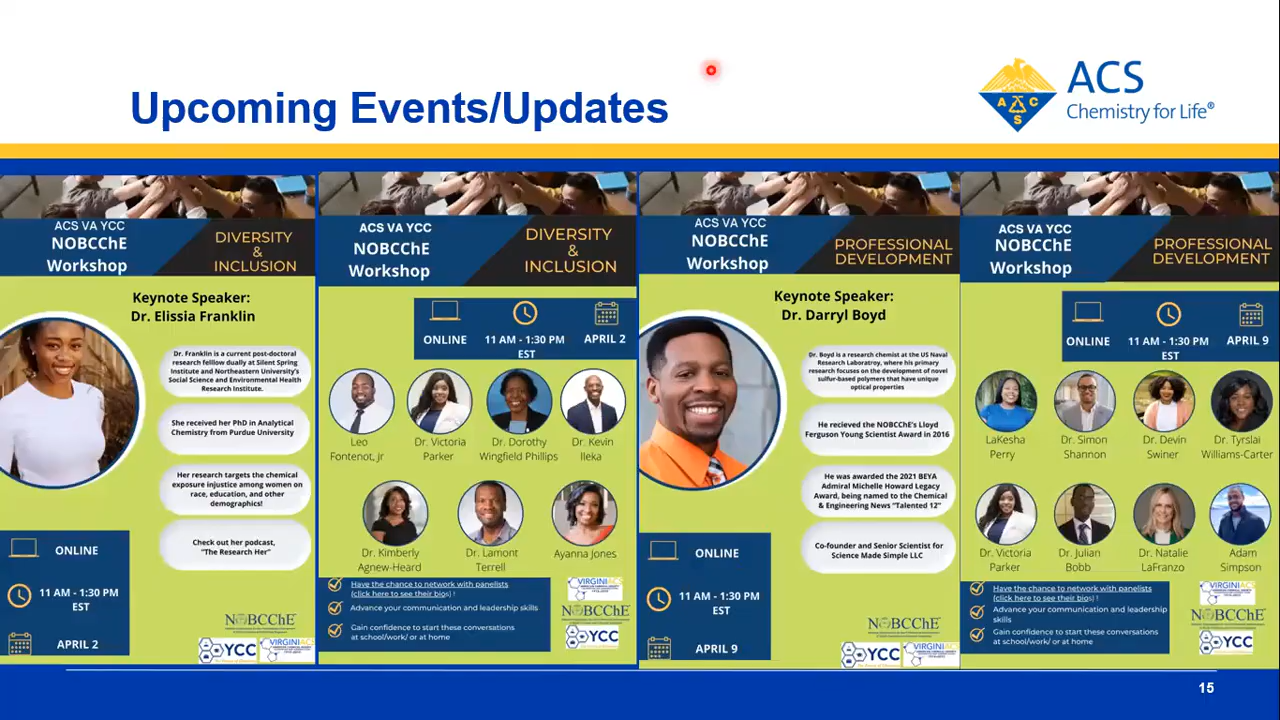 Upcoming Events/Updates
ACS
Chemistry for Life®
A C S
S
ACS VA YCC
NOBCChE
Workshop
DIVERSITY
&
INCLUSION
Keynote Speaker:
Dr. Elissia Franklin
Dr. Franklin is a current post-doctoral
research felllow dually at Silent Spring
Institute and Northeastern University's
Social Science and Environmental Health
Research Institute.
She received her PhD in Analytical
Chemistry from Purdue University
Her research targets the chemical
exposure injustice among women on
race, education, and other
demographics!
Check out her podcast,
"The Research Her"
ONLINE
11 AM - 1:30 PM
EST
APRIL 2
NOBCChE
YCC
VIRGINIACS
ACS VA YCC
NOBCChE
Workshop
DIVERSITY
&
INCLUSION
ONLINE
11 AM - 1:30 PM
EST
APRIL 2
Leo
Fontenot, Jr
Dr. Victoria
Parker
Dr. Dorothy
Wingfield Phillips
Dr. Kevin
Ileka
Dr. Kimberly
Agnew-Heard
Dr. Lamont
Terrell
Ayanna Jones
Have the chance to network with panelists
(click here to see their bios) !
Advance your communication and leadership skills
Gain confidence to start these conversations
at school/work/ or at home
VIRGINIACS
NOBCChE
YCC
ACS VA YCC
NOBCChE
Workshop
PROFESSIONAL
DEVELOPMENT
Keynote Speaker:
Dr. Darryl Boyd
Dr. Boyd is a research chemist at the US Naval
Research Laboratroy, where his primary
research focuses on the development of novel
sulfur-based polymers that have unique
optical properties
He recieved the NOBCChE's Lloyd
Ferguson Young Scientist Award in 2016
He was awarded the 2021 BEYA
Admiral Michelle Howard Legacy
Award, being named to the Chemical
& Engineering News "Talented 12"
Co-founder and Senior Scientist for
Science Made Simple LLC
ONLINE
11 AM - 1:30 PM
EST
APRIL 9
NOBCChE
YCC
VIRGINIACS
ACS VA YCC
NOBCChE
Workshop
PROFESSIONAL
DEVELOPMENT
ONLINE
11 AM - 1:30 PM
EST
APRIL 9
LaKesha
Perry
Dr. Simon
Shannon
Dr. Devin
Swiner
Dr. Tyrslai
Williams-Carter
Dr. Victoria
Parker
Dr. Julian
Bobb
Dr. Natalie
LaFranzo
Adam
Simpson
Have the chance to network with panelists
(click here to see their bios) !
Advance your communication and leadership
skills
Gain confidence to start these conversations
at school/work/ or at home
VIRGINIACS
NOBCChE
YCC
15